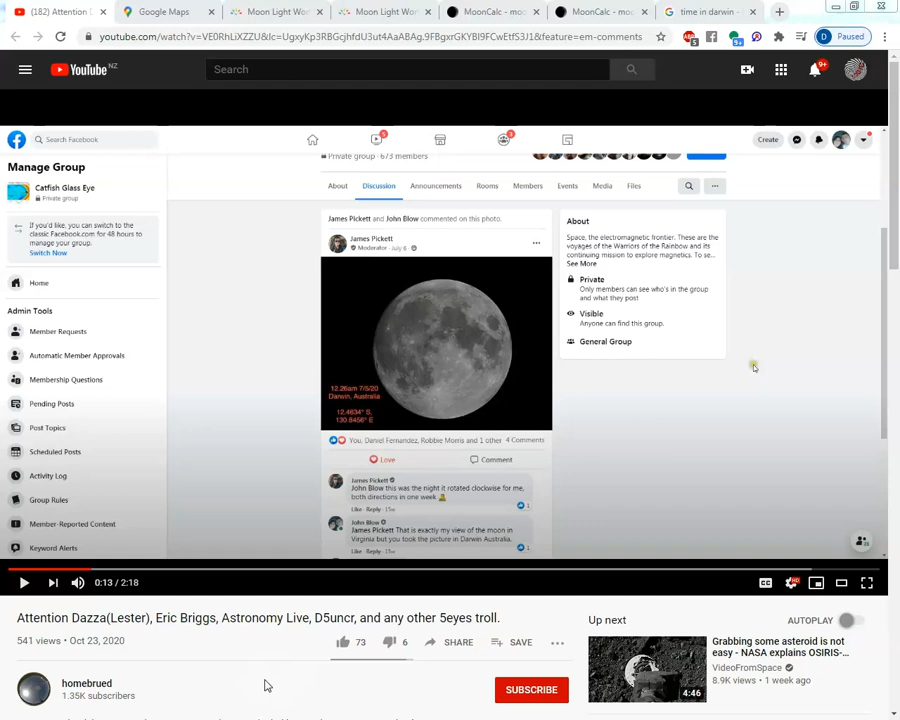 (182) Attention D
Google Maps
Moon Light Wor
Moon Light Wor
MoonCalc - moo
MoonCalc - moo
time in darwin -
youtube.com/watch?v=VE0RhLiXZZU&lc=UgxyKp3RBGcjhfdU3ut4AaABAg.9FBgxrGKYBI9FCwEtfS3J1&feature=em-comments
Paused
YouTube NZ
Search
9+
Search Facebook
Create
Manage Group
Catfish Glass Eye
Private group
If you'd like, you can switch to the
classic Facebook.com for 48 hours to
manage your group.
Switch Now
Home
Admin Tools
Member Requests
Automatic Member Approvals
Membership Questions
Pending Posts
Post Topics
Scheduled Posts
Activity Log
Group Rules
Member-Reported Content
Keyword Alerts
Private group · 673 members
About
Discussion
Announcements
Rooms
Members
Events
Media
Files
James Pickett and John Blow commented on this photo.
James Pickett
Moderator · July 6 ·
12.26am 7/5/20
Darwin, Australia
12.4634° S,
130.8456° E
You, Daniel Fernandez, Robbie Morris and 1 other
4 Comments
Love
Comment
James Pickett
John Blow this was the night it rotated clockwise for me,
both directions in one week
1
Like · Reply · 15w
John Blow
James Pickett That is exactly my view of the moon in
Virginia but you took the picture in Darwin Australia.
1
Like · Reply · 15w
About
Space, the electromagnetic frontier. These are the
voyages of the Warriors of the Rainbow and its
continuing mission to explore magnetics. To se...
See More
Private
Only members can see who's in the group
and what they post
Visible
Anyone can find this group.
General Group
0:13 / 2:18
CC
HD
Attention Dazza(Lester), Eric Briggs, Astronomy Live, D5uncr, and any other 5eyes troll.
541 views • Oct 23, 2020
73
6
SHARE
SAVE
homebrued
1.35K subscribers
SUBSCRIBE
Up next
AUTOPLAY
Grabbing some asteroid is not
easy - NASA explains OSIRIS-...
VideoFromSpace
8.9K views • 1 week ago
4:46